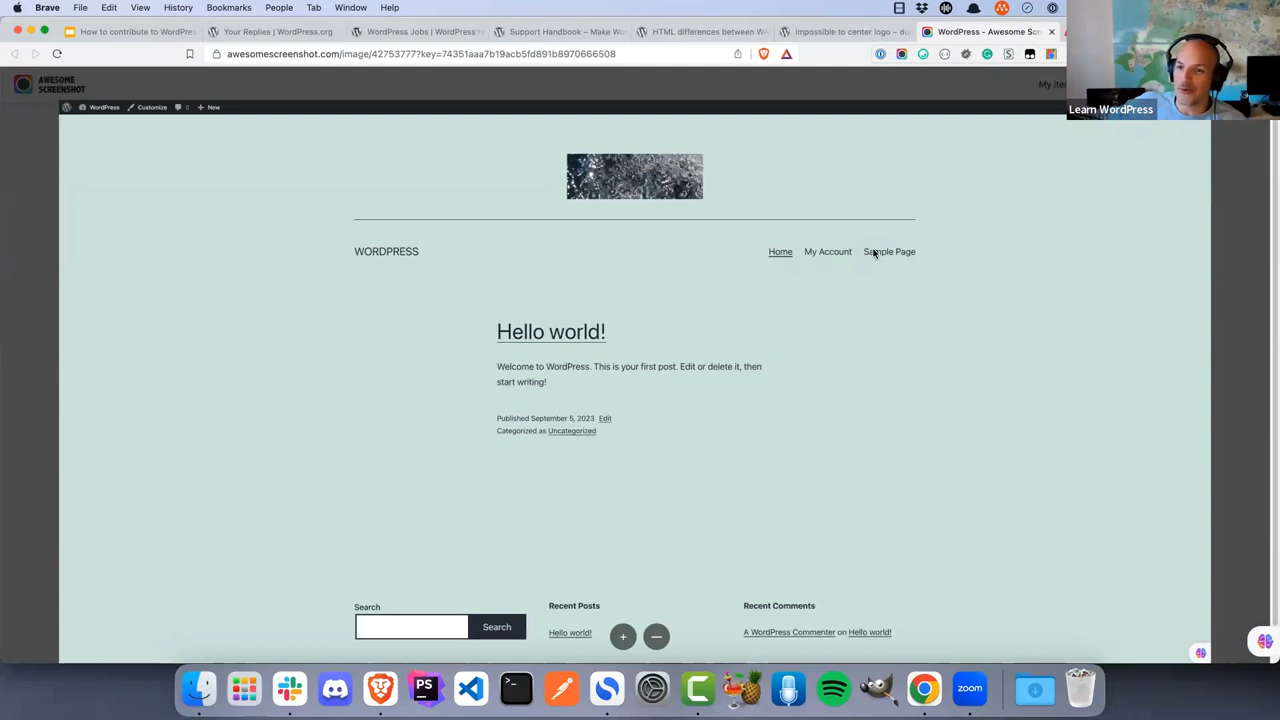 Brave File Edit View History Bookmarks People Tab Window Help
How to contribute to WordPre
Your Replies | WordPress.org
WordPress Jobs | WordPress
Support Handbook – Make Wo
HTML differences between WA
impossible to center logo – du
WordPress - Awesome Scr
awesomescreenshot.com/image/42753777?key=74351aaa7b19acb5fd891b8970666508
AWESOME
SCREENSHOT
My
Learn WordPress
WordPress Customize 0 New
WORDPRESS
Home My Account Sample Page
Hello world!
Welcome to WordPress. This is your first post. Edit or delete it, then
start writing!
Published September 5, 2023 Edit
Categorized as Uncategorized
Search
Search
Recent Posts
Hello world!
Recent Comments
A WordPress Commenter on Hello world!
PS
zoom